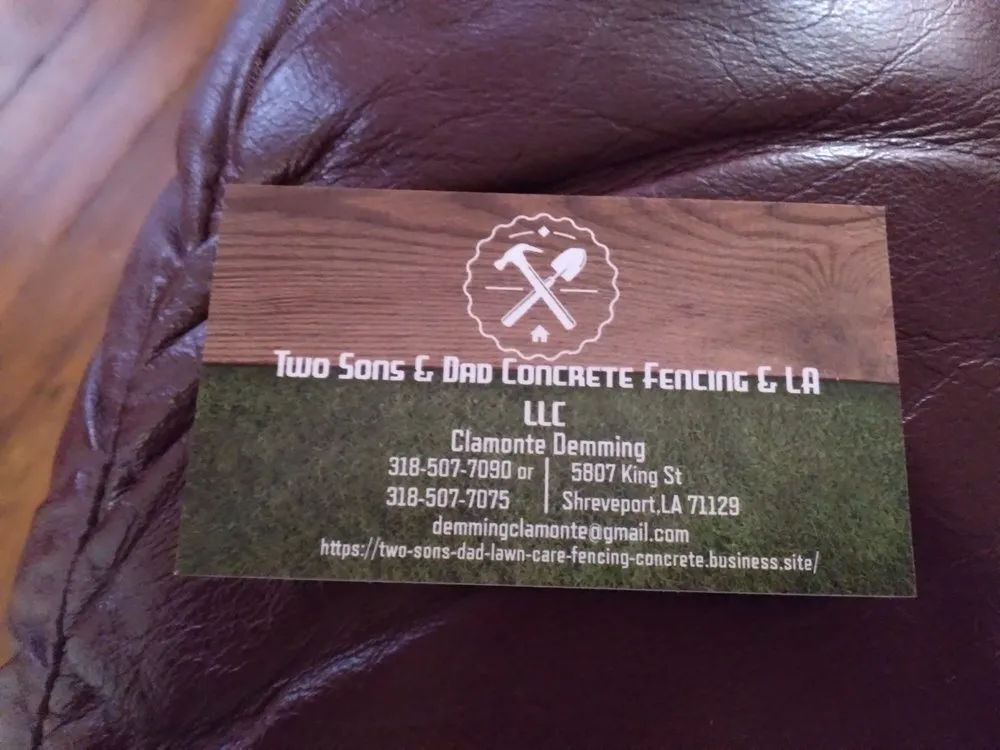 Two Sons & Dad Concrete Fencing & LA
LLC
Clamonte Demming
318-507-7090 or | 5807 King St
318-507-7075 | Shreveport,LA 71129
demmingclamonte@gmail.com
https://two-sons-dad-lawn-care-fencing-concrete.business.site/